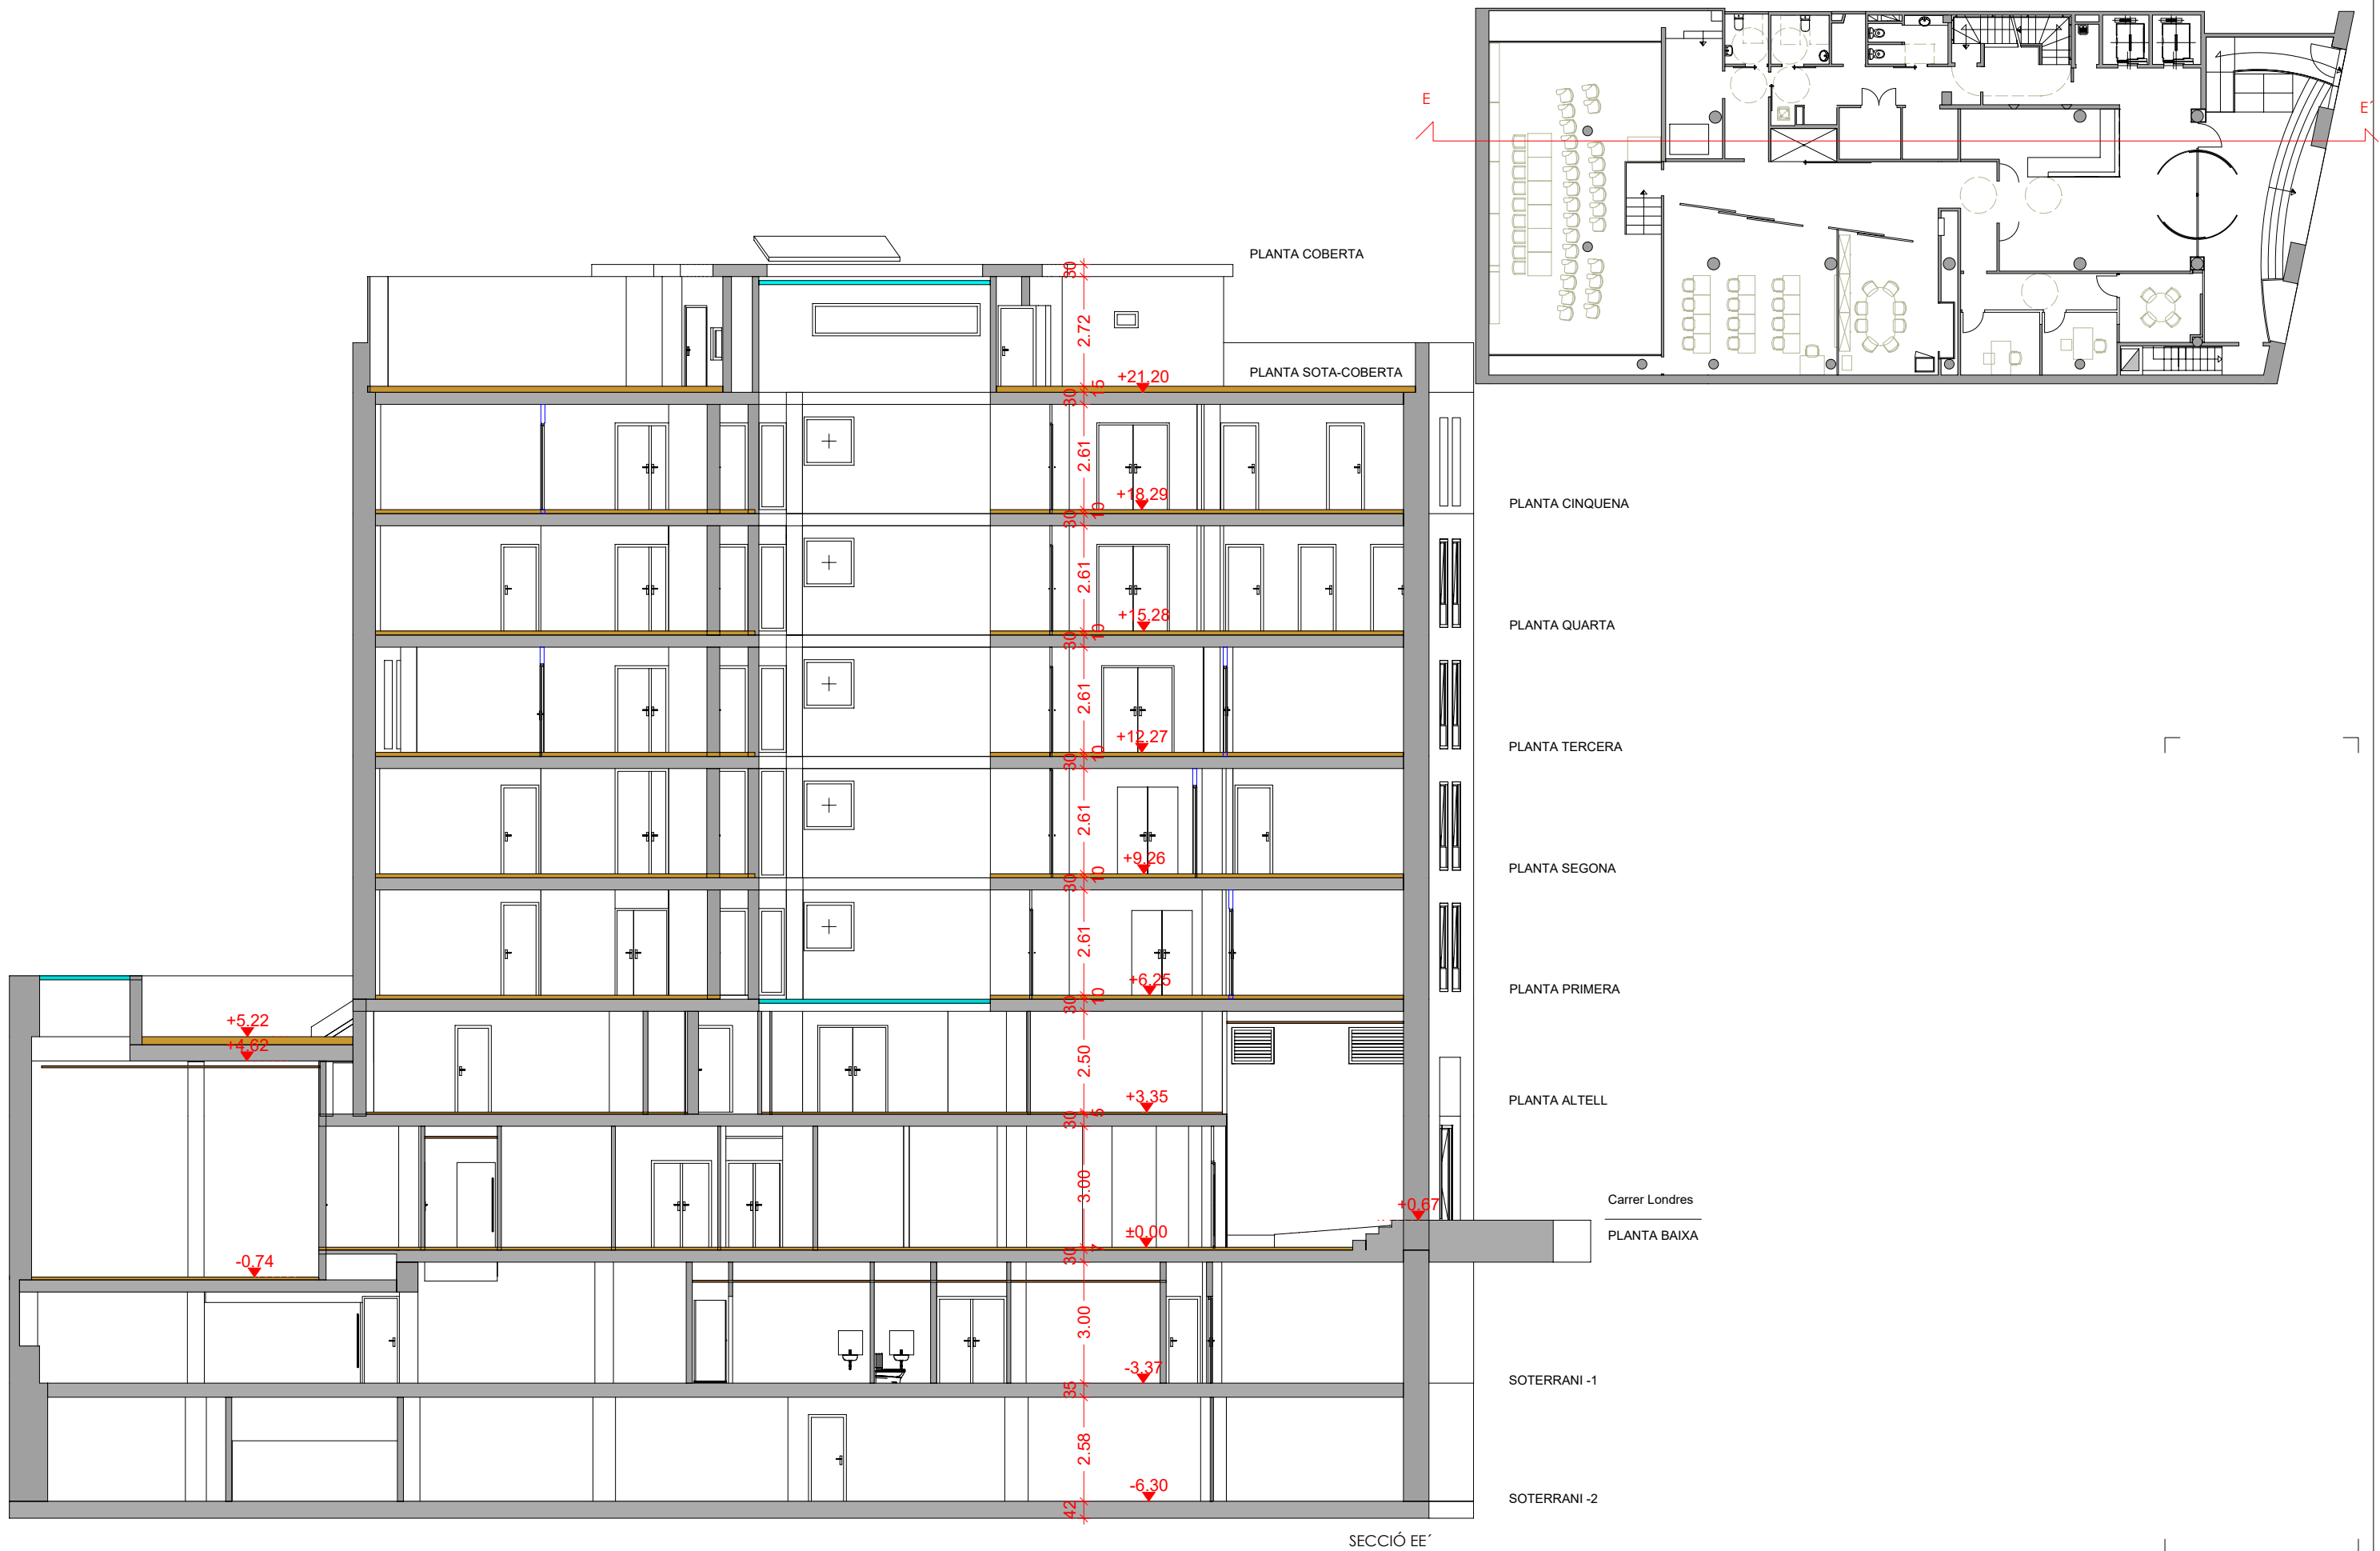 E
E´
PLANTA COBERTA
30
2.72
PLANTA SOTA-COBERTA
+21,20
15
30
2.61
+18,29
PLANTA CINQUENA
10
30
2.61
+15,28
PLANTA QUARTA
10
30
2.61
+12,27
PLANTA TERCERA
10
30
2.61
+9,26
PLANTA SEGONA
10
30
2.61
+6,25
PLANTA PRIMERA
10
30
+5,22
+4,62
2.50
+3,35
PLANTA ALTELL
5
30
3.00
+0,67
Carrer Londres
±0,00
PLANTA BAIXA
7
30
-0,74
3.00
-3,37
SOTERRANI -1
35
2.58
-6,30
SOTERRANI -2
42
SECCIÓ EE´